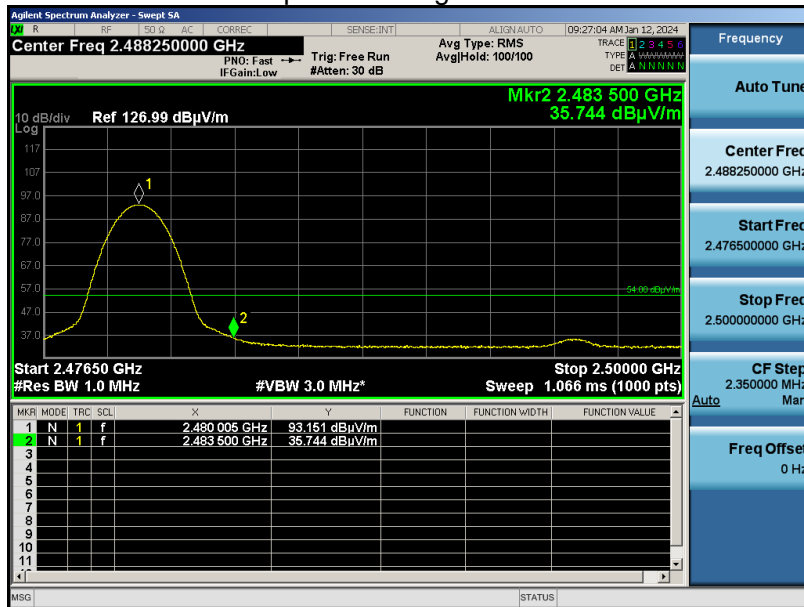 Agilent Spectrum Analyzer - Swept SA
LXI R RF 50 Ω AC CORREC SENSE:INT ALIGN AUTO 09:27:04 AM Jan 12, 2024
Center Freq 2.488250000 GHz Avg Type: RMS TRACE 1 2 3 4 5 6
PNO: Fast Trig: Free Run Avg|Hold: 100/100 TYPE A WWWWW
IFGain:Low #Atten: 30 dB DET A N N N N N
Frequency
Auto Tune
Mkr2 2.483 500 GHz
10 dB/div Ref 126.99 dBµV/m 35.744 dBµV/m
Log
117
107
97.0
87.0
77.0
67.0
57.0
47.0
37.0
1
2
54.00 dBµV/m
Start 2.47650 GHz Stop 2.50000 GHz
#Res BW 1.0 MHz #VBW 3.0 MHz* Sweep 1.066 ms (1000 pts)
Center Freq
2.488250000 GHz
Start Freq
2.476500000 GHz
Stop Freq
2.500000000 GHz
CF Step
2.350000 MHz
Auto Man
Freq Offset
0 Hz
MKR MODE TRC SCL X Y FUNCTION FUNCTION WIDTH FUNCTION VALUE
1 N 1 f 2.480 005 GHz 93.151 dBµV/m
2 N 1 f 2.483 500 GHz 35.744 dBµV/m
3
4
5
6
7
8
9
10
11
MSG STATUS